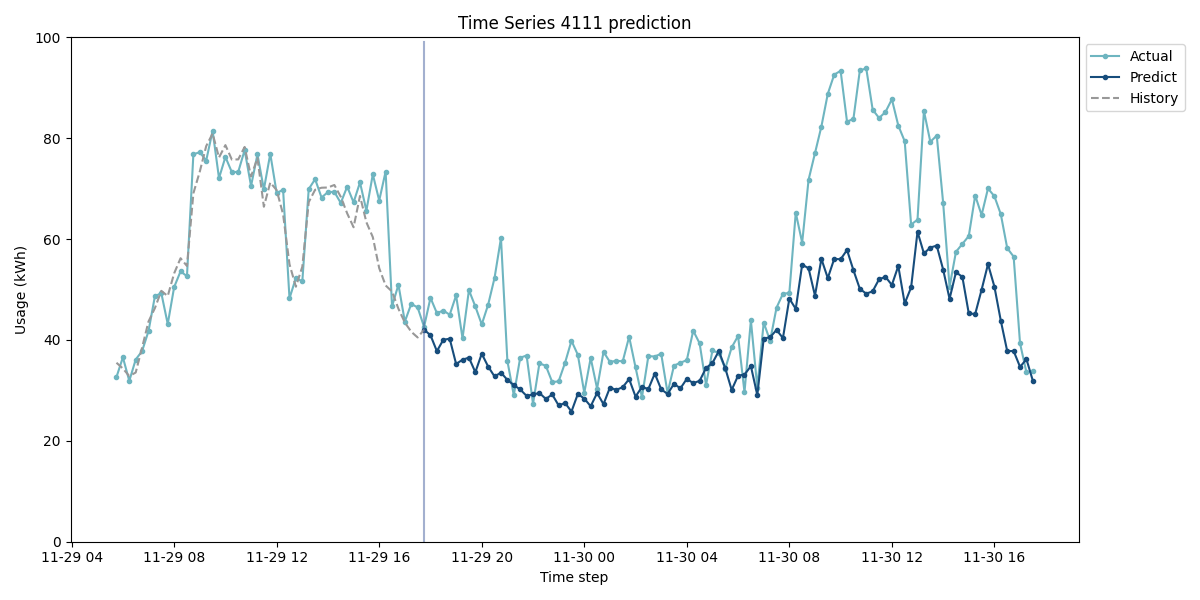 Time Series 4111 prediction
100
80
60
40
20
0
Usage (kWh)
11-29 04
11-29 08
11-29 12
11-29 16
11-29 20
11-30 00
11-30 04
11-30 08
11-30 12
11-30 16
Time step
Actual
Predict
History